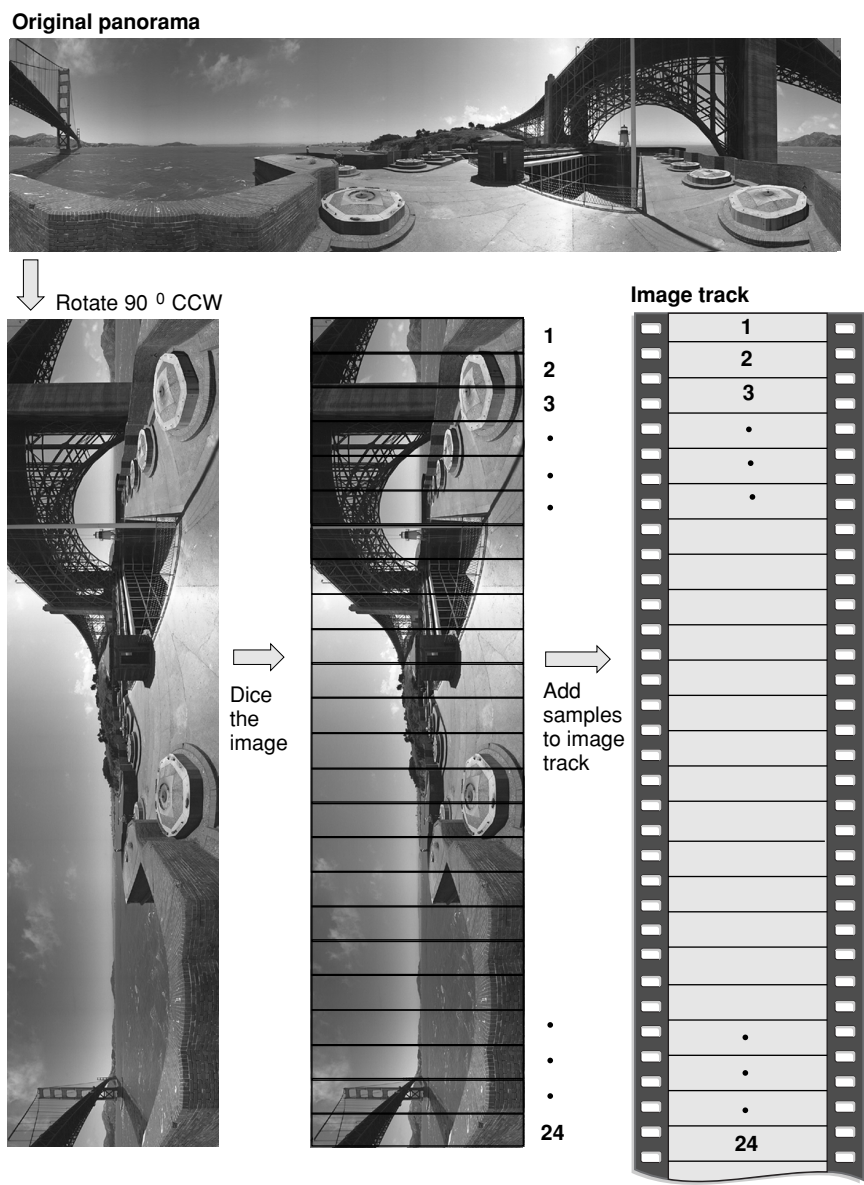 Original panorama
Rotate 90 0 CCW
1
2
3
•
•
•
•
•
•
24
Dice
the
image
Add
samples
to image
track
Image track
1
2
3
•
•
•
•
•
•
24